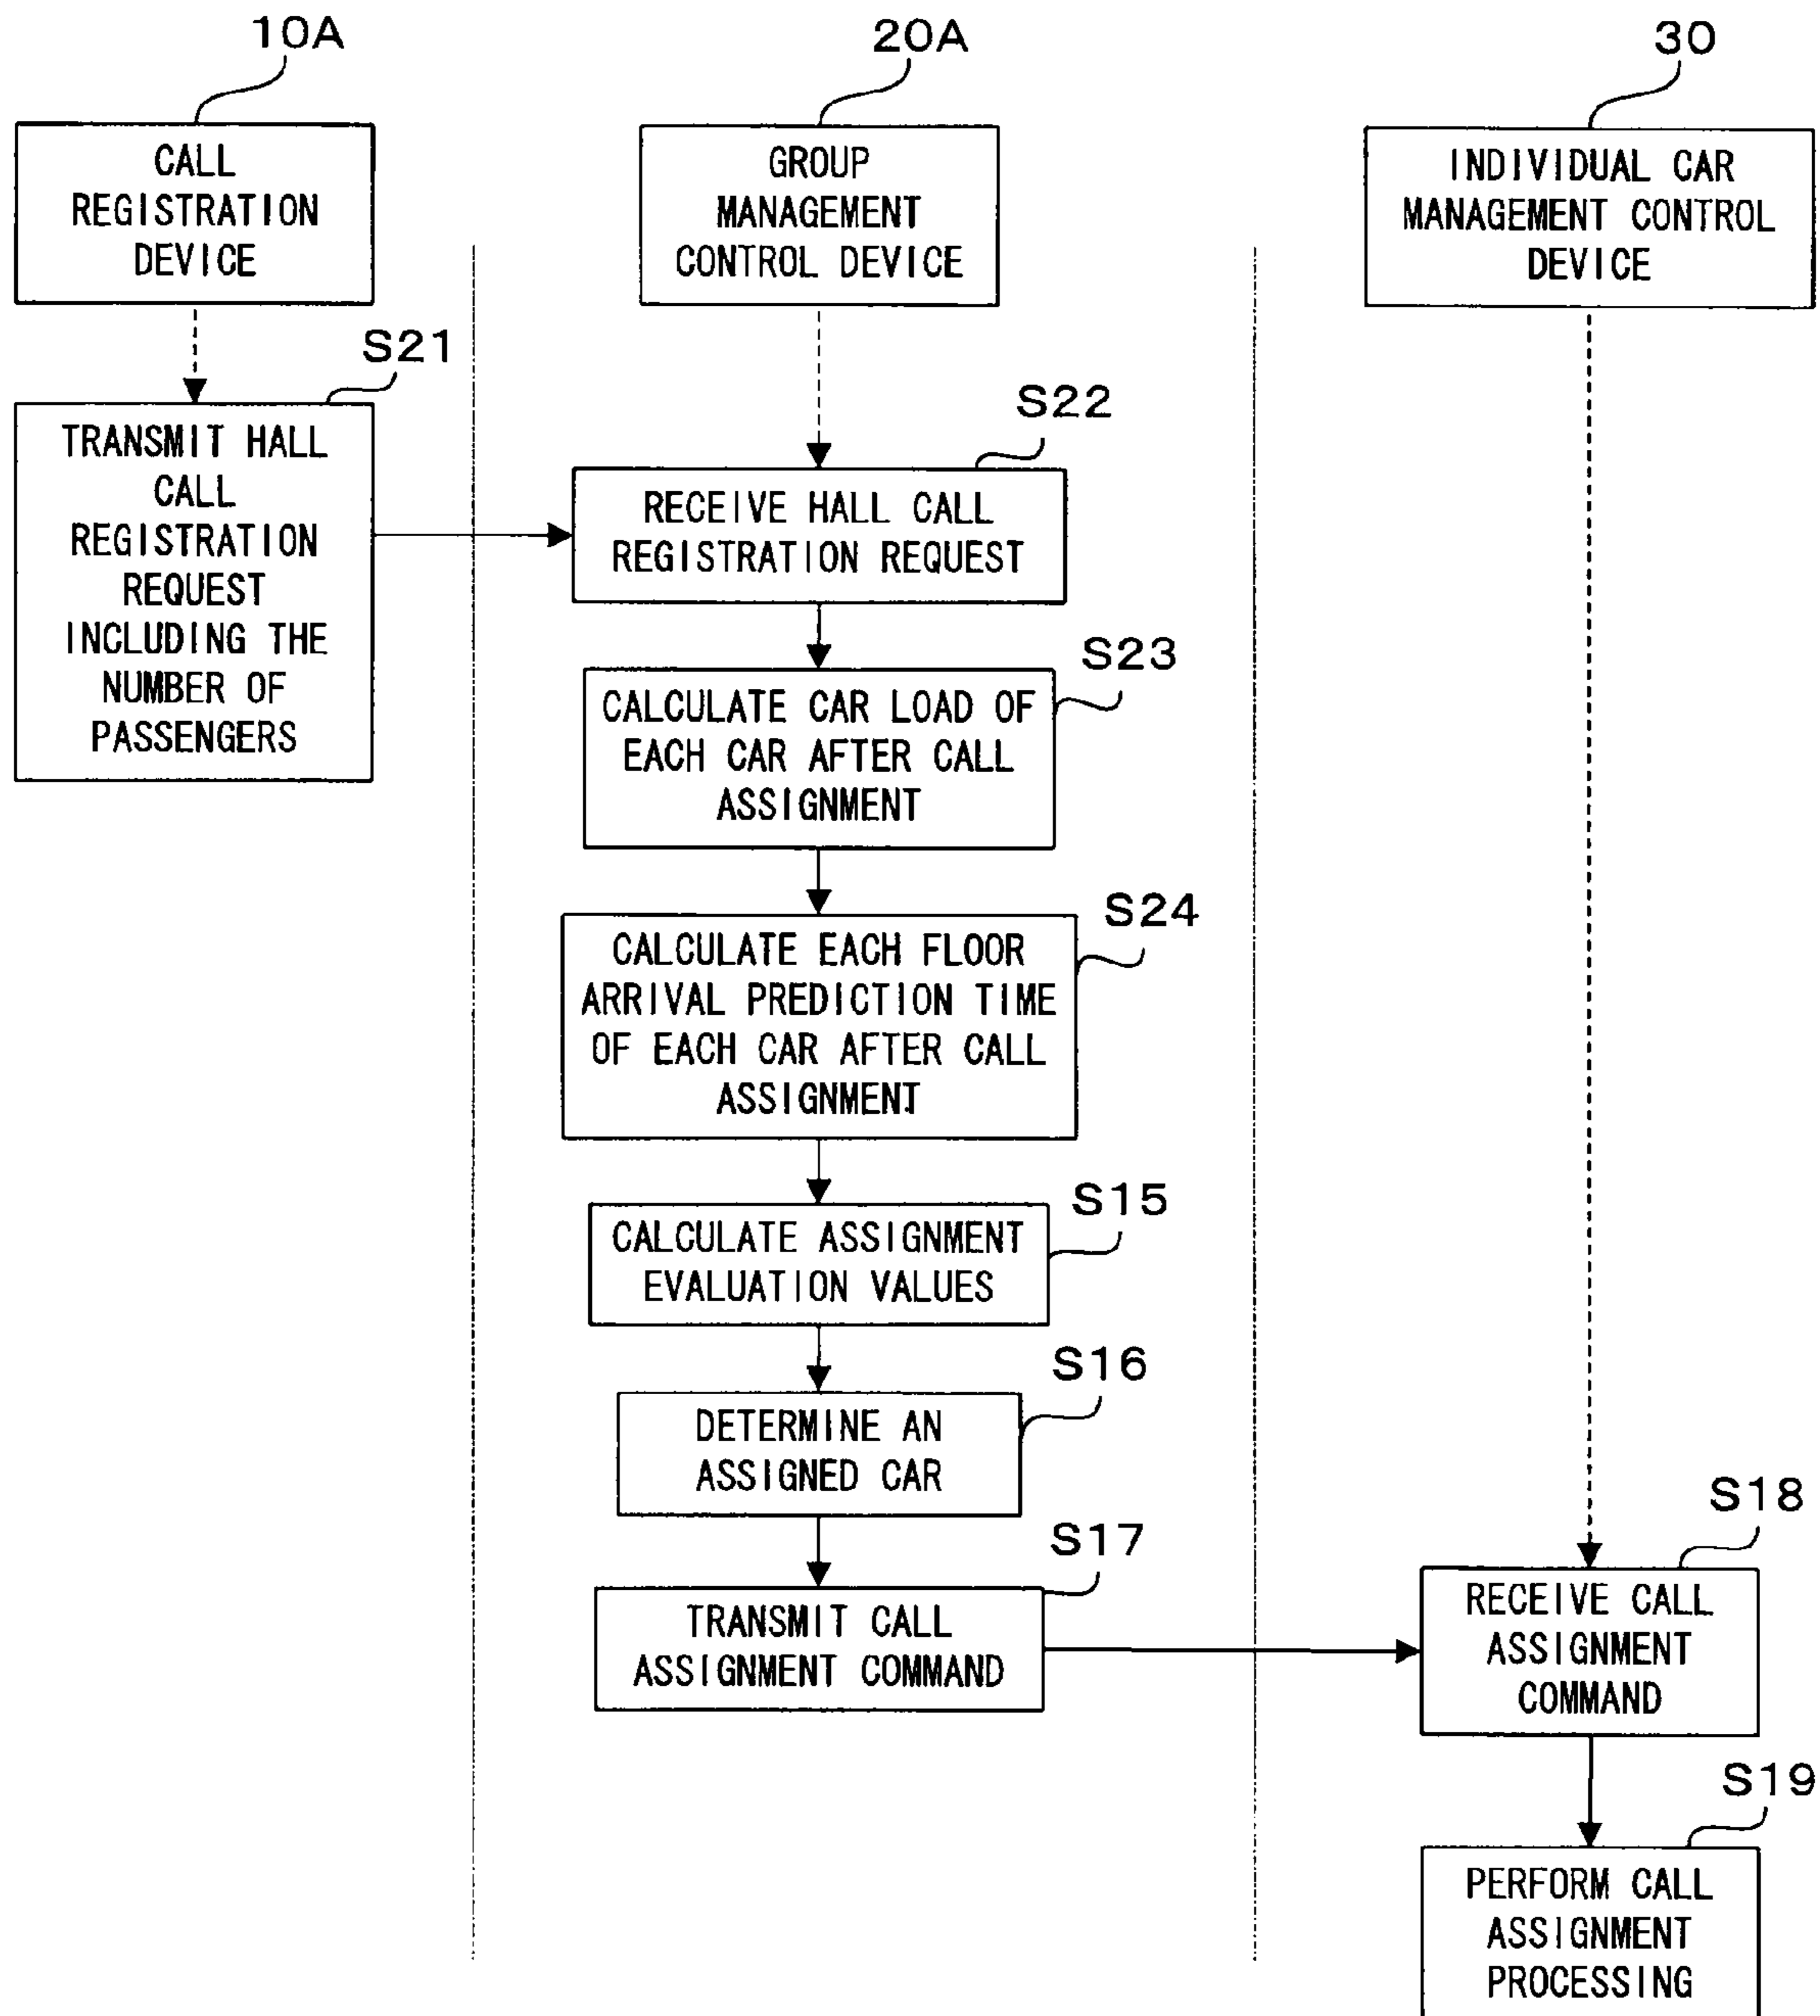 10A
20A
30
CALL
REGISTRATION
DEVICE
GROUP
MANAGEMENT
CONTROL DEVICE
INDIVIDUAL CAR
MANAGEMENT CONTROL
DEVICE
S21
TRANSMIT HALL
CALL
REGISTRATION
REQUEST
INCLUDING THE
NUMBER OF
PASSENGERS
S22
RECEIVE HALL CALL
REGISTRATION REQUEST
S23
CALCULATE CAR LOAD OF
EACH CAR AFTER CALL
ASSIGNMENT
S24
CALCULATE EACH FLOOR
ARRIVAL PREDICTION TIME
OF EACH CAR AFTER CALL
ASSIGNMENT
S15
CALCULATE ASSIGNMENT
EVALUATION VALUES
S16
DETERMINE AN
ASSIGNED CAR
S17
TRANSMIT CALL
ASSIGNMENT COMMAND
S18
RECEIVE CALL
ASSIGNMENT
COMMAND
S19
PERFORM CALL
ASSIGNMENT
PROCESSING